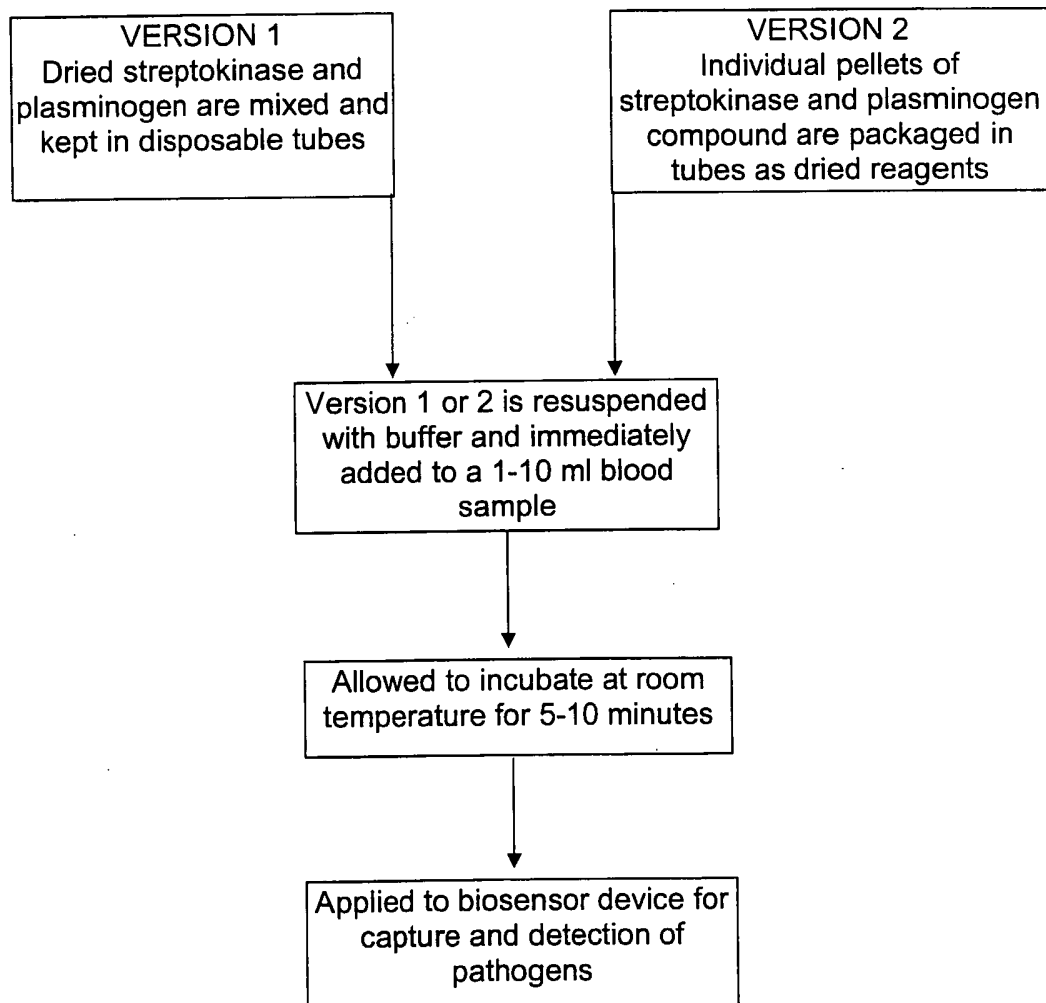 VERSION 1
Dried streptokinase and
plasminogen are mixed and
kept in disposable tubes
VERSION 2
Individual pellets of
streptokinase and plasminogen
compound are packaged in
tubes as dried reagents
Version 1 or 2 is resuspended
with buffer and immediately
added to a 1-10 ml blood
sample
Allowed to incubate at room
temperature for 5-10 minutes
Applied to biosensor device for
capture and detection of
pathogens